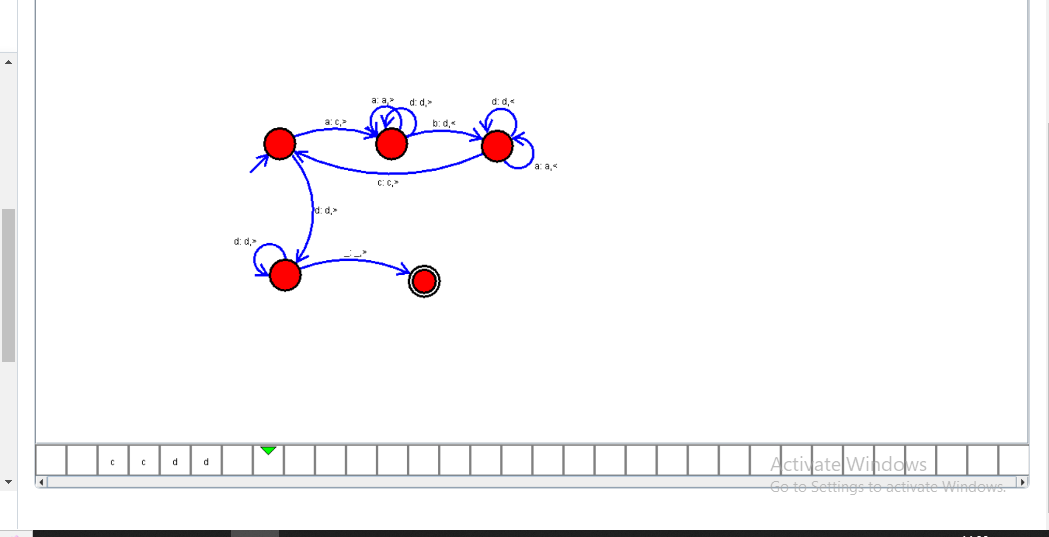 a: a,> d: d,> d: d,<
a: c,> b: d,<
a: a,<
c: c,>
d: d,>
d: d,> _: _,>
c c d d
Activate Windows
Go to Settings to activate Windows.